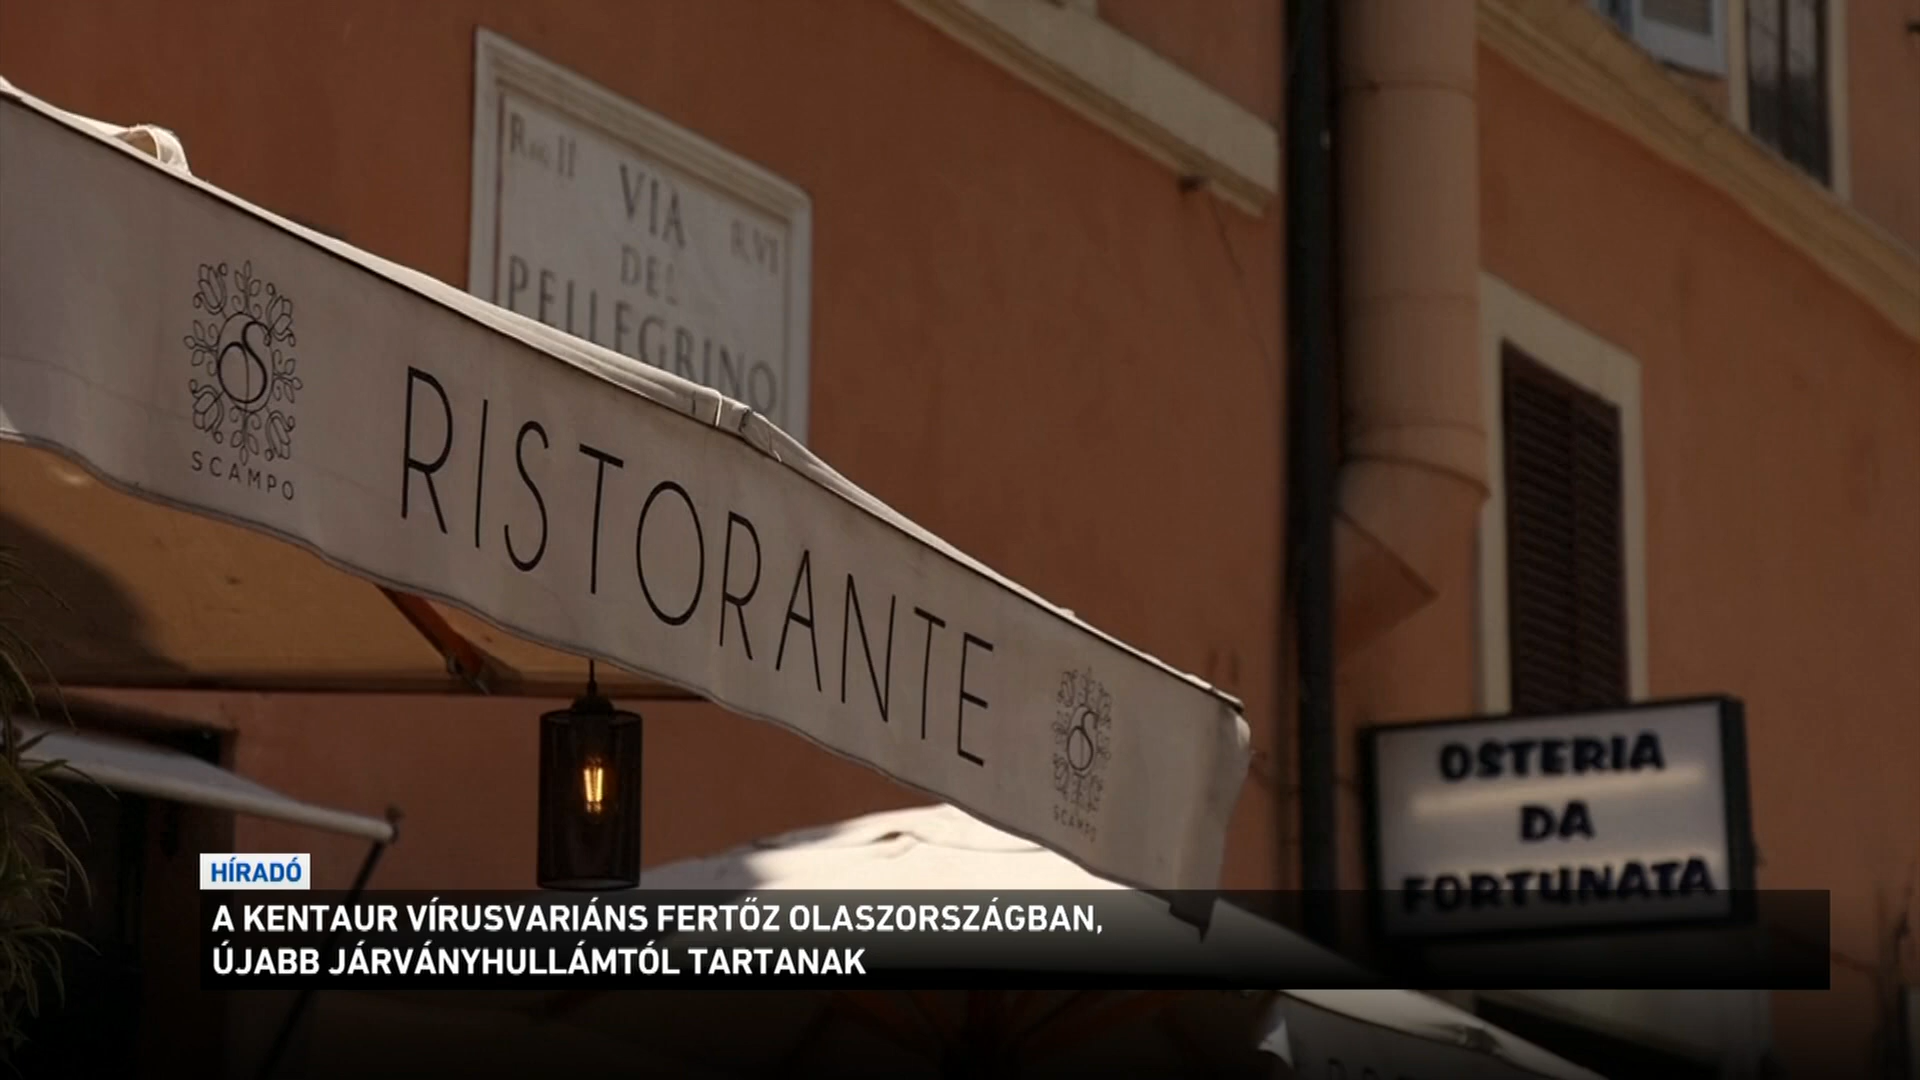 REG II
VIA
R.VI
DEL
PELLEGRINO
S
SCAMPO
RISTORANTE
S
SCAMPO
OSTERIA
DA
FORTUNATA
HÍRADÓ
A KENTAUR VÍRUSVARIÁNS FERTŐZ OLASZORSZÁGBAN,
ÚJABB JÁRVÁNYHULLÁMTÓL TARTANAK